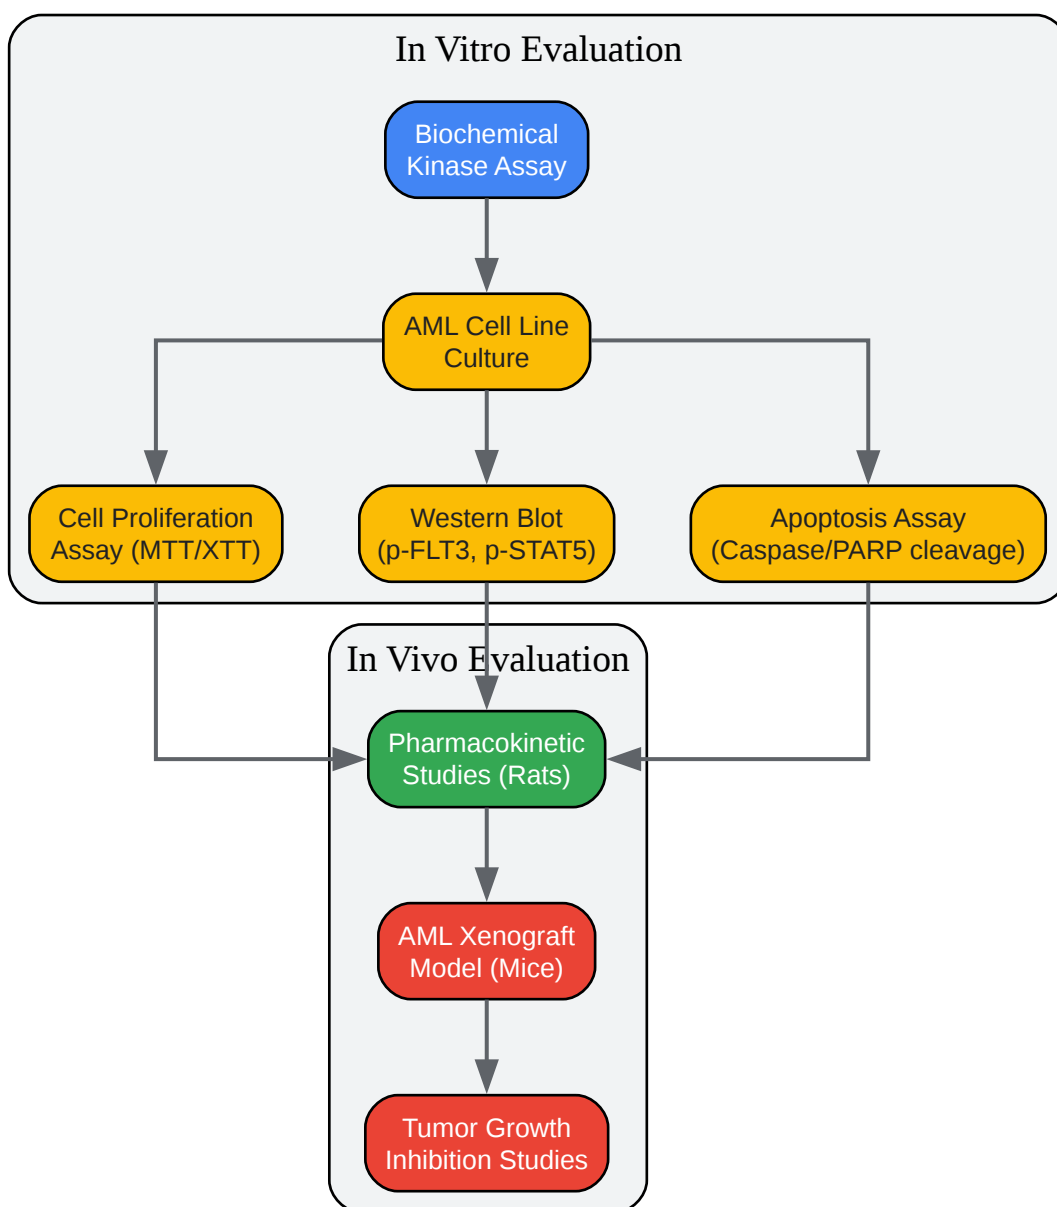 In Vitro Evaluation
Biochemical
Kinase Assay
AML Cell Line
Culture
Cell Proliferation
Assay (MTT/XTT)
Western Blot
(p-FLT3, p-STAT5)
Apoptosis Assay
(Caspase/PARP cleavage)
In Vivo Evaluation
Pharmacokinetic
Studies (Rats)
AML Xenograft
Model (Mice)
Tumor Growth
Inhibition Studies